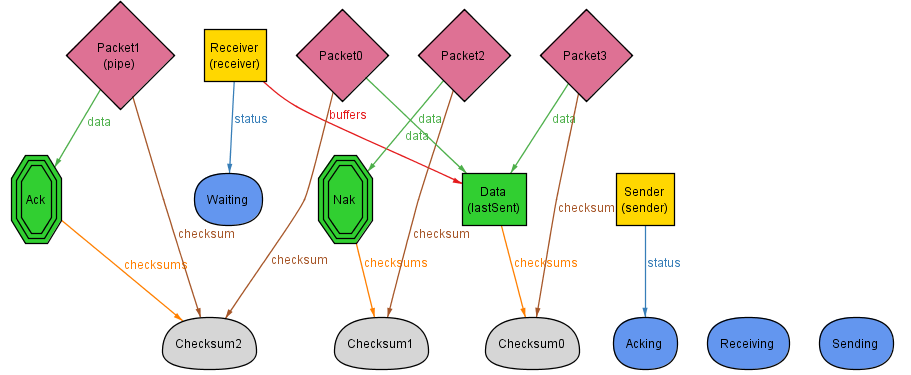 Packet1
(pipe)
Receiver
(receiver)
Packet0
Packet2
Packet3
data
status
buffers
data
data
data
Ack
Waiting
Nak
Data
(lastSent)
Sender
(sender)
checksum
checksum
checksum
checksum
checksums
checksums
checksums
status
Checksum2
Checksum1
Checksum0
Acking
Receiving
Sending